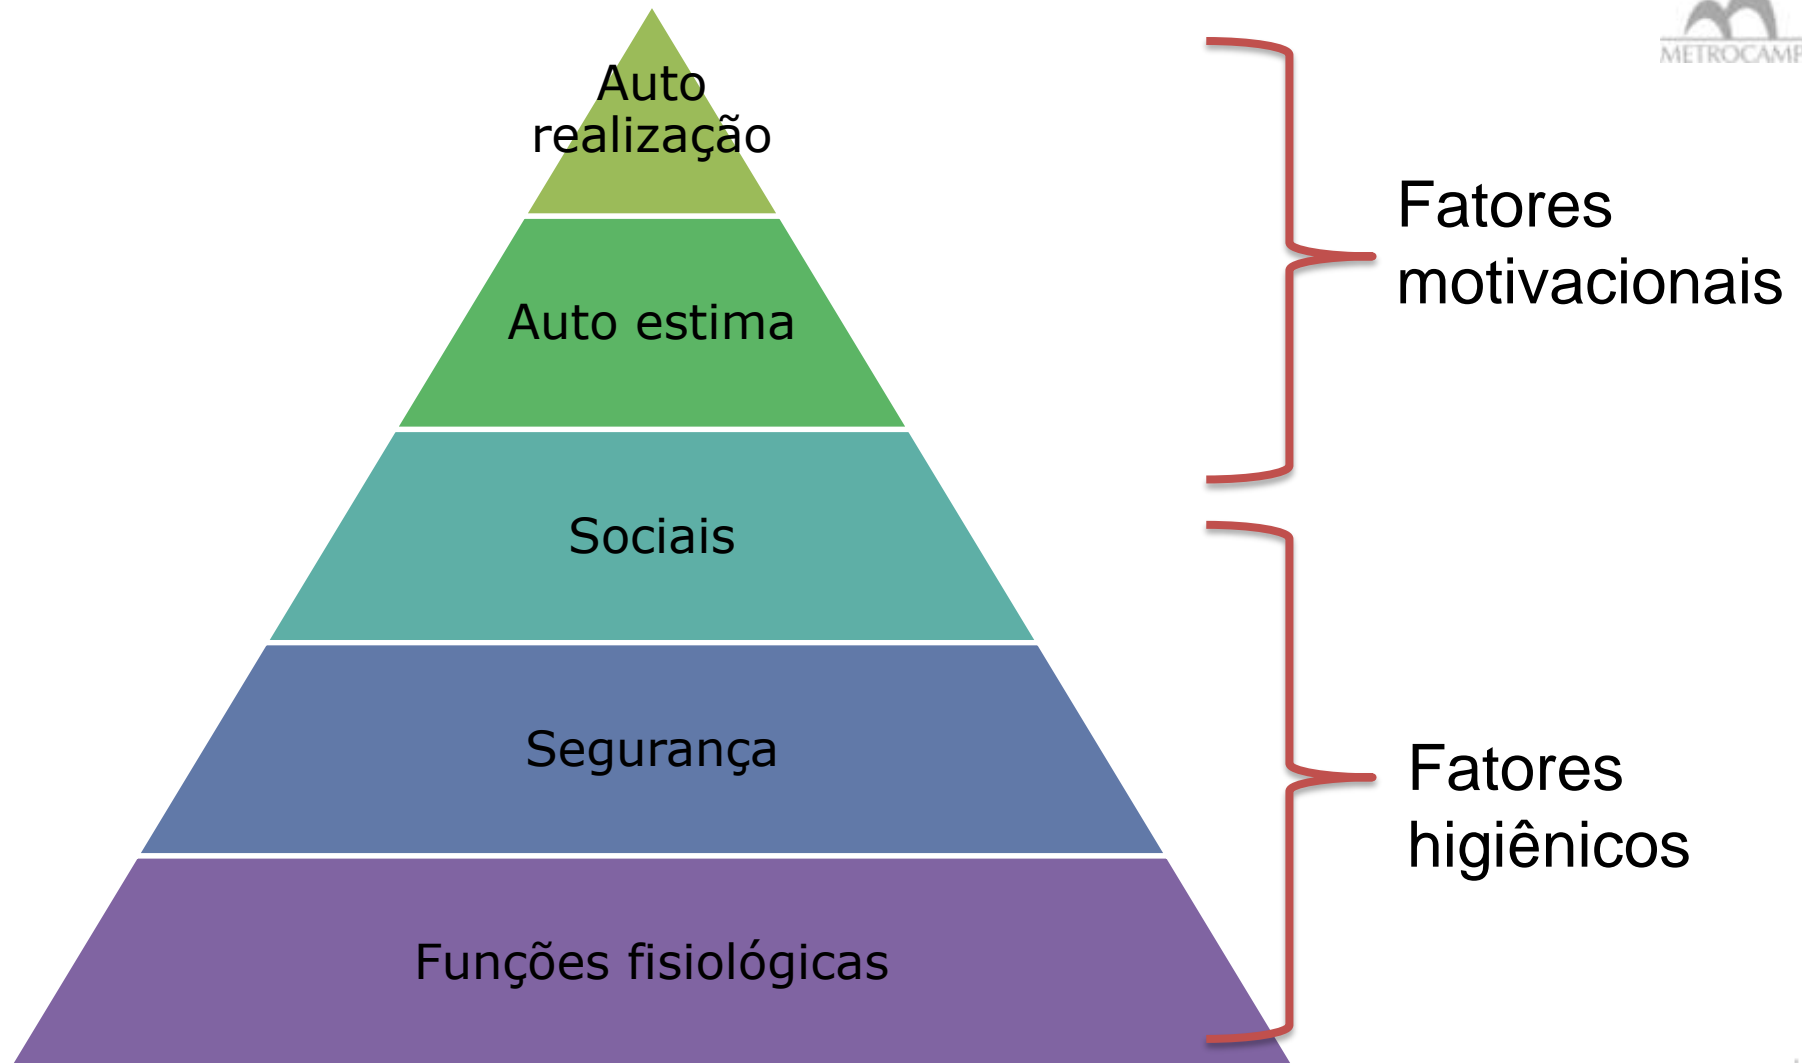 METROCAMP
Auto
realização
Fatores
motivacionais
Auto estima
Sociais
Segurança
Fatores
higiênicos
Funções fisiológicas